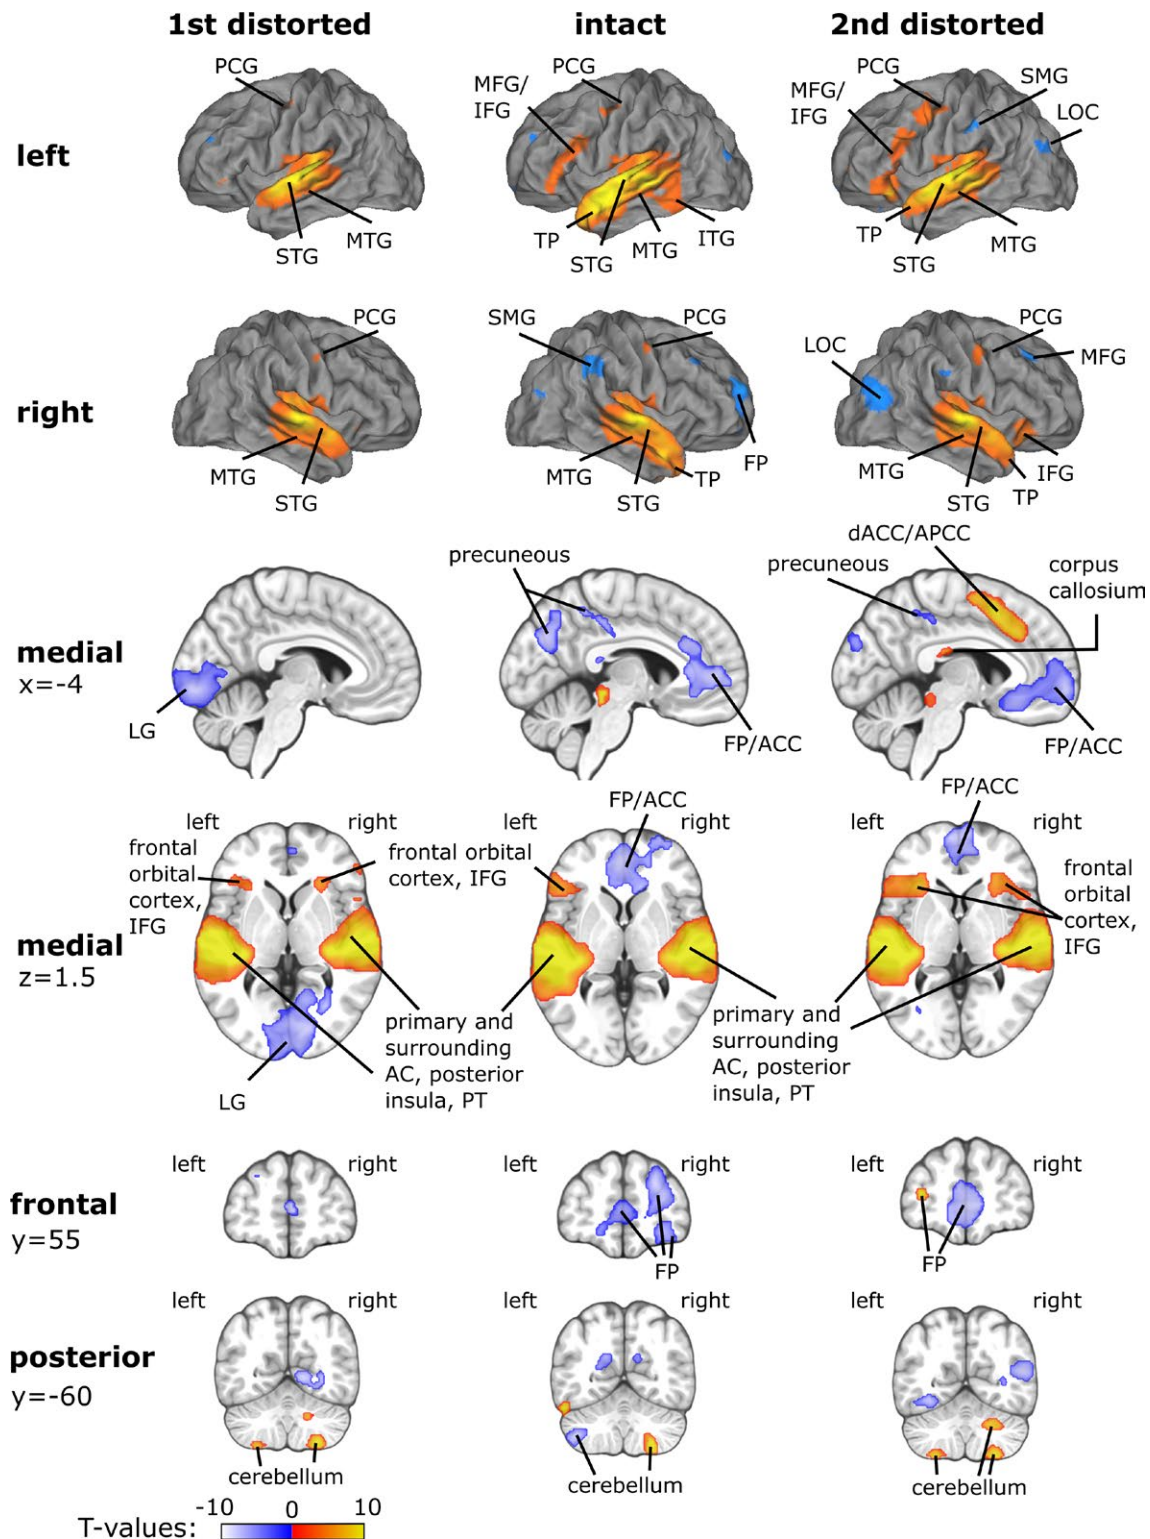 1st distorted intact 2nd distorted
left
PCG
STG
MTG
MFG/
IFG
PCG
TP
STG
MTG
ITG
MFG/
IFG
PCG
SMG
LOC
TP
STG
MTG
right
PCG
MTG
STG
SMG
PCG
MTG
STG
TP
FP
LOC
PCG
MFG
MTG
STG
TP
IFG
medial
x=-4
LG
precuneous
FP/ACC
dACC/APCC
precuneous
corpus
callosium
FP/ACC
medial
z=1.5
left right
frontal
orbital
cortex,
IFG
frontal orbital
cortex, IFG
LG
primary and
surrounding
AC, posterior
insula, PT
FP/ACC
left right
primary and
surrounding
AC, posterior
insula, PT
FP/ACC
left right
frontal
orbital
cortex,
IFG
frontal
y=55
left right
left right
FP
left right
FP
posterior
y=-60
left right
cerebellum
left right
cerebellum
left right
cerebellum
T-values: -10 0 10